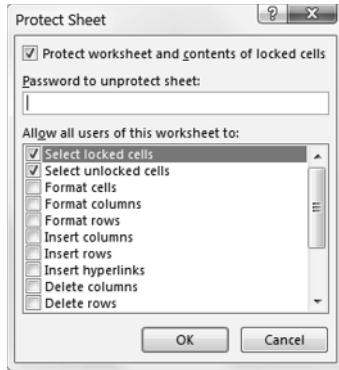 Protect Sheet
Protect worksheet and contents of locked cells
Password to unprotect sheet:
Allow all users of this worksheet to:
Select locked cells
Select unlocked cells
Format cells
Format columns
Format rows
Insert columns
Insert rows
Insert hyperlinks
Delete columns
Delete rows
OK Cancel